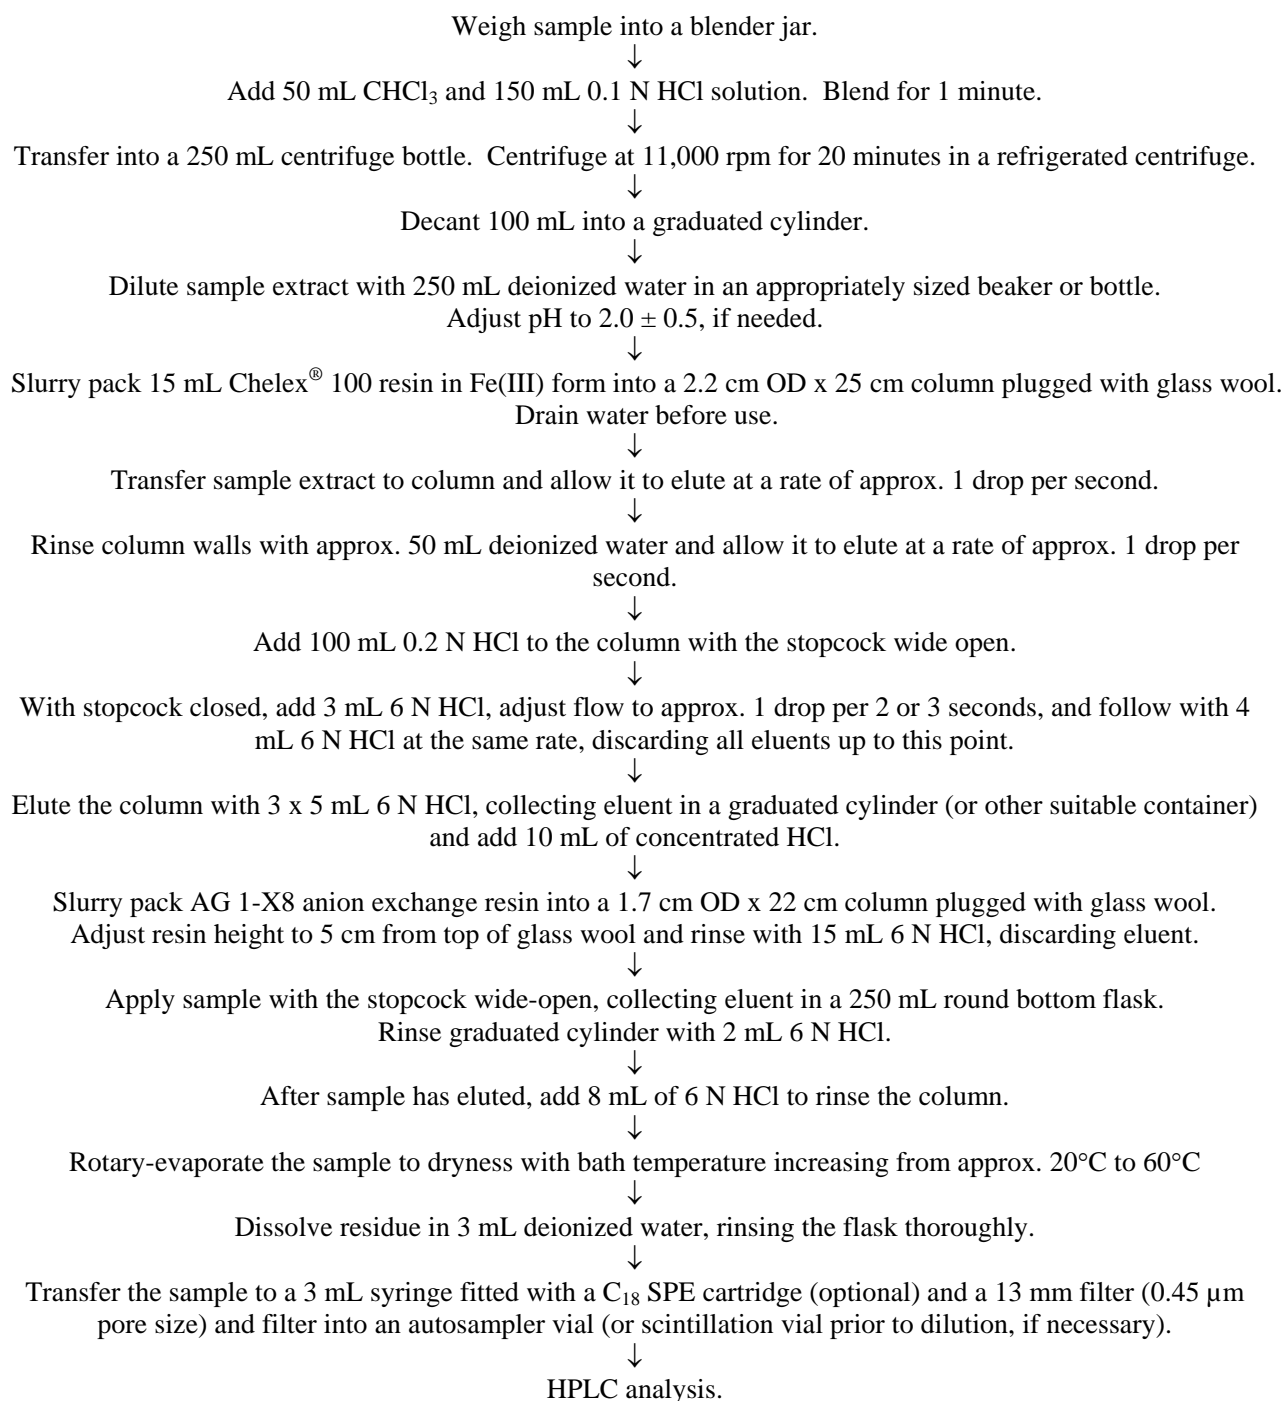 Weigh sample into a blender jar.
↓
Add 50 mL CHCl₃ and 150 mL 0.1 N HCl solution.  Blend for 1 minute.
↓
Transfer into a 250 mL centrifuge bottle.  Centrifuge at 11,000 rpm for 20 minutes in a refrigerated centrifuge.
↓
Decant 100 mL into a graduated cylinder.
↓
Dilute sample extract with 250 mL deionized water in an appropriately sized beaker or bottle.
Adjust pH to 2.0 ± 0.5, if needed.
↓
Slurry pack 15 mL Chelex® 100 resin in Fe(III) form into a 2.2 cm OD x 25 cm column plugged with glass wool.
Drain water before use.
↓
Transfer sample extract to column and allow it to elute at a rate of approx. 1 drop per second.
↓
Rinse column walls with approx. 50 mL deionized water and allow it to elute at a rate of approx. 1 drop per
second.
↓
Add 100 mL 0.2 N HCl to the column with the stopcock wide open.
↓
With stopcock closed, add 3 mL 6 N HCl, adjust flow to approx. 1 drop per 2 or 3 seconds, and follow with 4
mL 6 N HCl at the same rate, discarding all eluents up to this point.
↓
Elute the column with 3 x 5 mL 6 N HCl, collecting eluent in a graduated cylinder (or other suitable container)
and add 10 mL of concentrated HCl.
↓
Slurry pack AG 1-X8 anion exchange resin into a 1.7 cm OD x 22 cm column plugged with glass wool.
Adjust resin height to 5 cm from top of glass wool and rinse with 15 mL 6 N HCl, discarding eluent.
↓
Apply sample with the stopcock wide-open, collecting eluent in a 250 mL round bottom flask.
Rinse graduated cylinder with 2 mL 6 N HCl.
↓
After sample has eluted, add 8 mL of 6 N HCl to rinse the column.
↓
Rotary-evaporate the sample to dryness with bath temperature increasing from approx. 20°C to 60°C
↓
Dissolve residue in 3 mL deionized water, rinsing the flask thoroughly.
↓
Transfer the sample to a 3 mL syringe fitted with a C₁₈ SPE cartridge (optional) and a 13 mm filter (0.45 µm
pore size) and filter into an autosampler vial (or scintillation vial prior to dilution, if necessary).
↓
HPLC analysis.